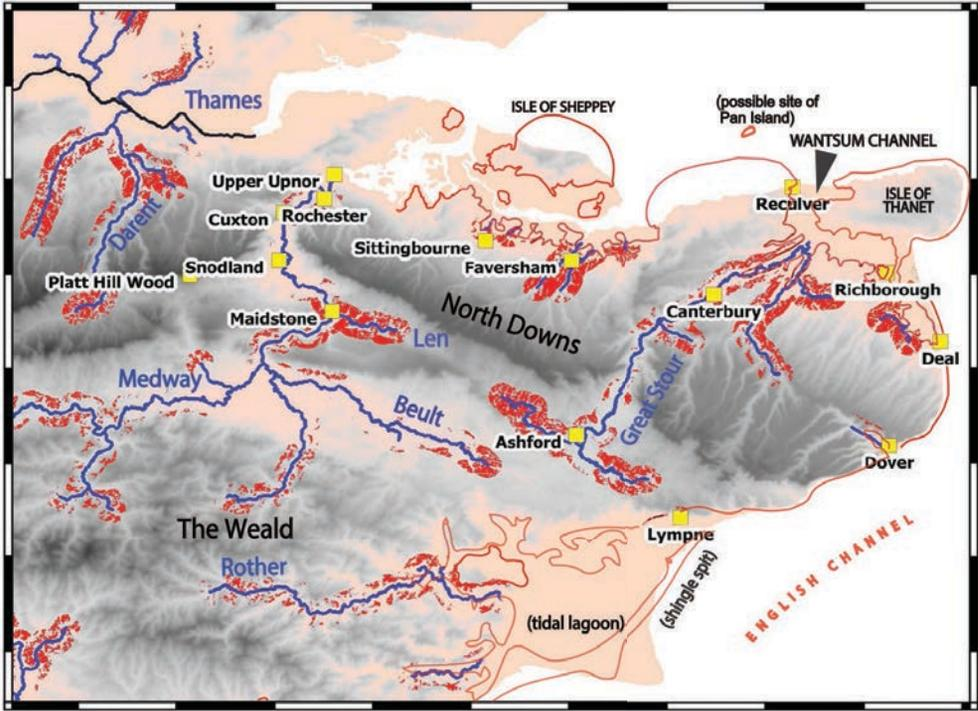 Thames
ISLE OF SHEPPEY
(possible site of
Pan Island)
WANTSUM CHANNEL
Upper Upnor
Reculver
ISLE OF
THANET
Cuxton
Rochester
Darent
Sittingbourne
Snodland
Faversham
Platt Hill Wood
Richborough
North Downs
Canterbury
Maidstone
Len
Deal
Medway
Great Stour
Beult
Ashford
Dover
The Weald
Lympne
Rother
(shingle spit)
ENGLISH CHANNEL
(tidal lagoon)